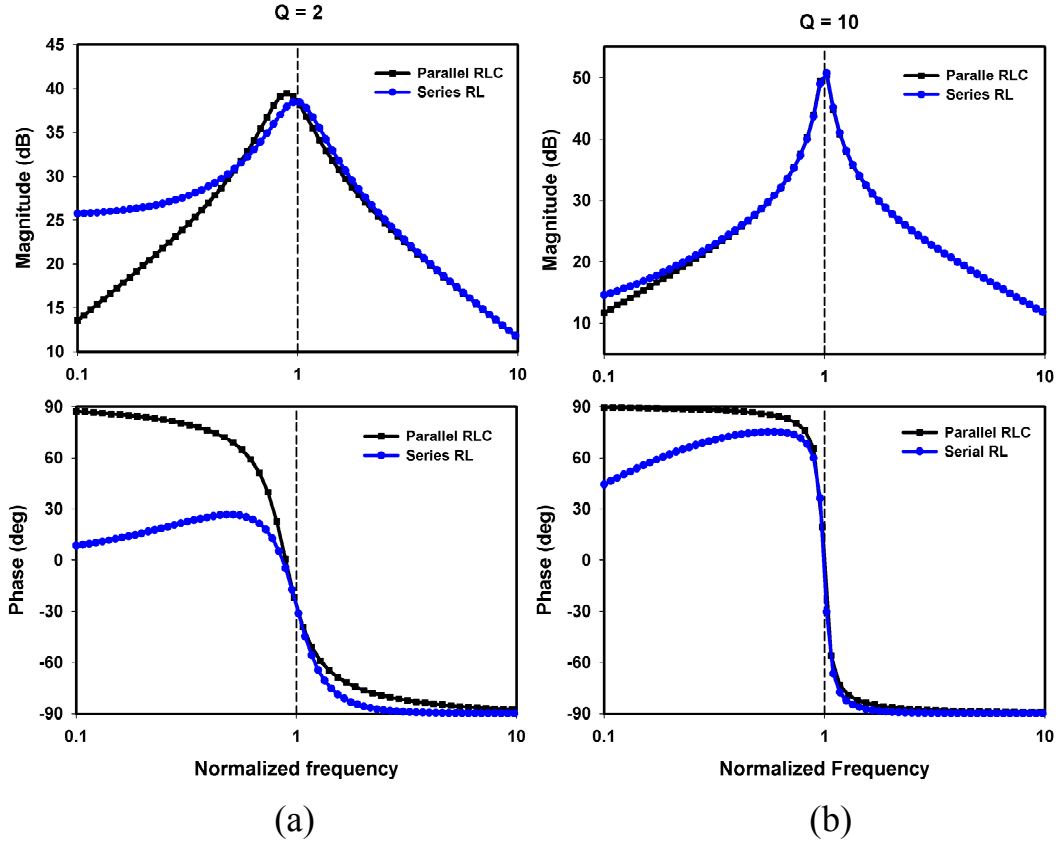 Q = 2
45
40
35
30
25
20
15
10
Magnitude (dB)
Parallel RLC
Series RL
0.1
1
10
90
60
30
0
-30
-60
-90
Phase (deg)
Parallel RLC
Series RL
0.1
1
10
Normalized frequency
(a)
Q = 10
50
40
30
20
10
Magnitude (dB)
Paralle RLC
Series RL
0.1
1
10
90
60
30
0
-30
-60
-90
Phase (deg)
Parallel RLC
Serial RL
0.1
1
10
Normalized Frequency
(b)